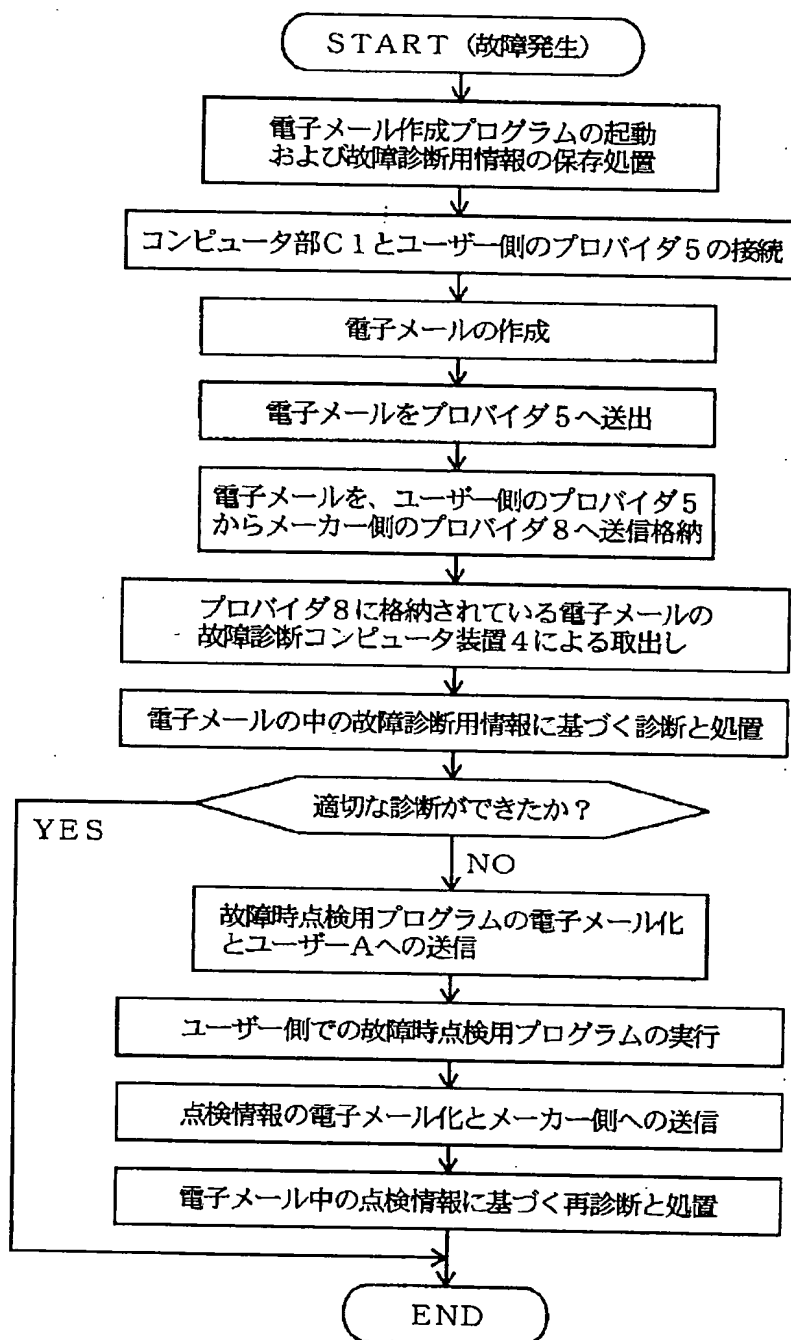 START（故障発生）
電子メール作成プログラムの起動
および故障診断用情報の保存処置
コンピュータ部C1とユーザー側のプロバイダ5の接続
電子メールの作成
電子メールをプロバイダ5へ送出
電子メールを、ユーザー側のプロバイダ5
からメーカー側のプロバイダ8へ送信格納
プロバイダ8に格納されている電子メールの
故障診断コンピュータ装置4による取出し
電子メールの中の故障診断用情報に基づく診断と処置
適切な診断ができたか？
YES
NO
故障時点検用プログラムの電子メール化
とユーザーAへの送信
ユーザー側での故障時点検用プログラムの実行
点検情報の電子メール化とメーカー側への送信
電子メール中の点検情報に基づく再診断と処置
END